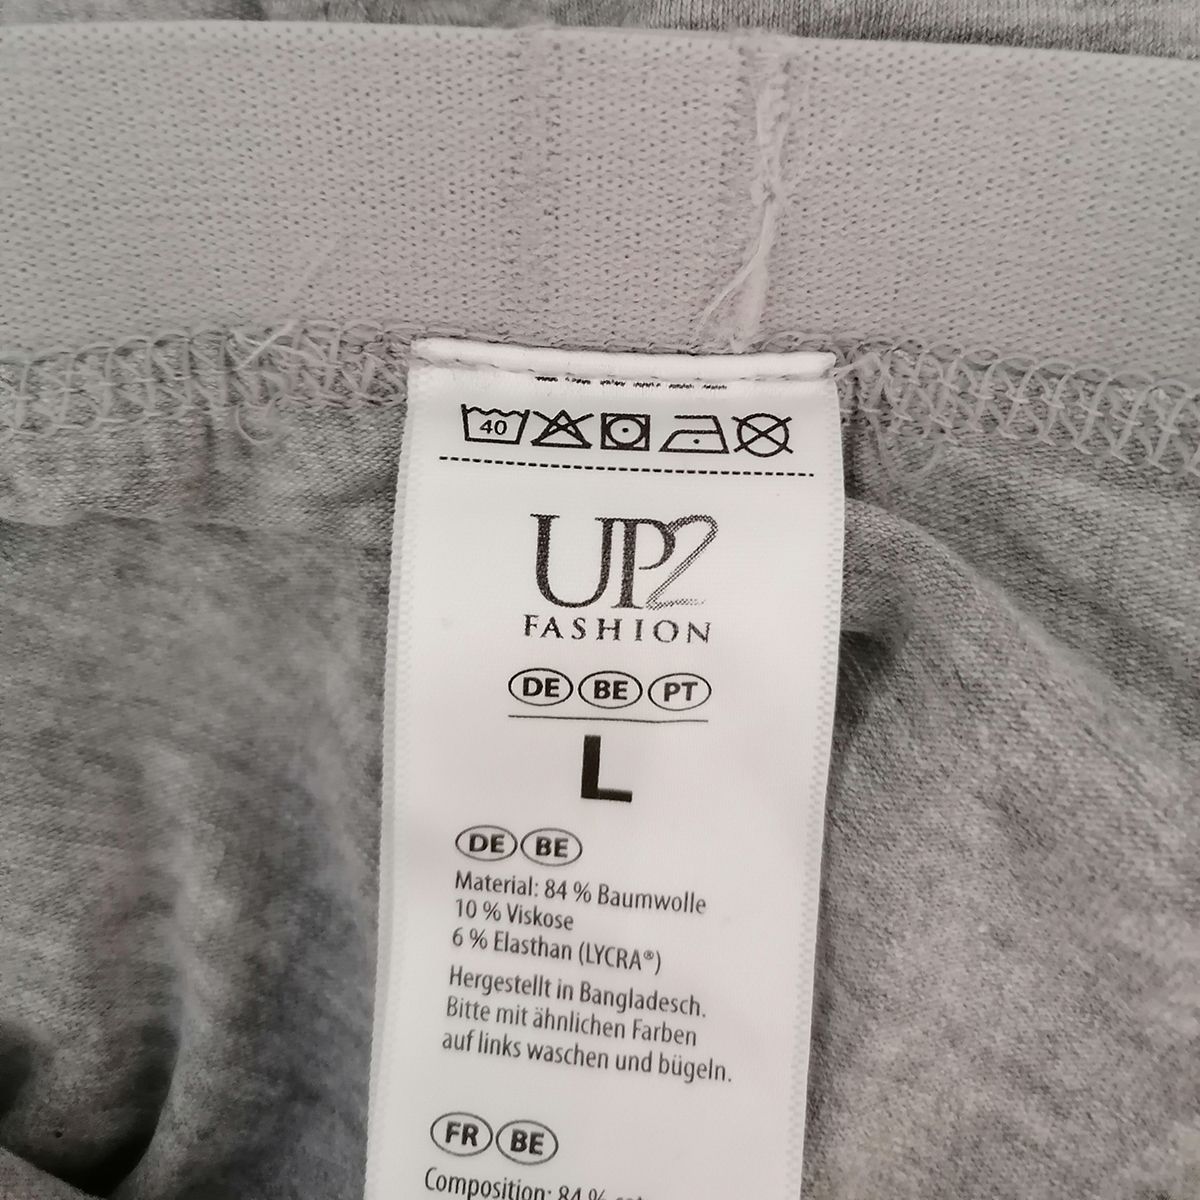 40
UP2
FASHION
DE BE PT
L
DE BE
Material: 84 % Baumwolle
10 % Viskose
6 % Elasthan (LYCRA®)
Hergestellt in Bangladesch.
Bitte mit ähnlichen Farben
auf links waschen und bügeln.
FR BE
Composition: 84 %